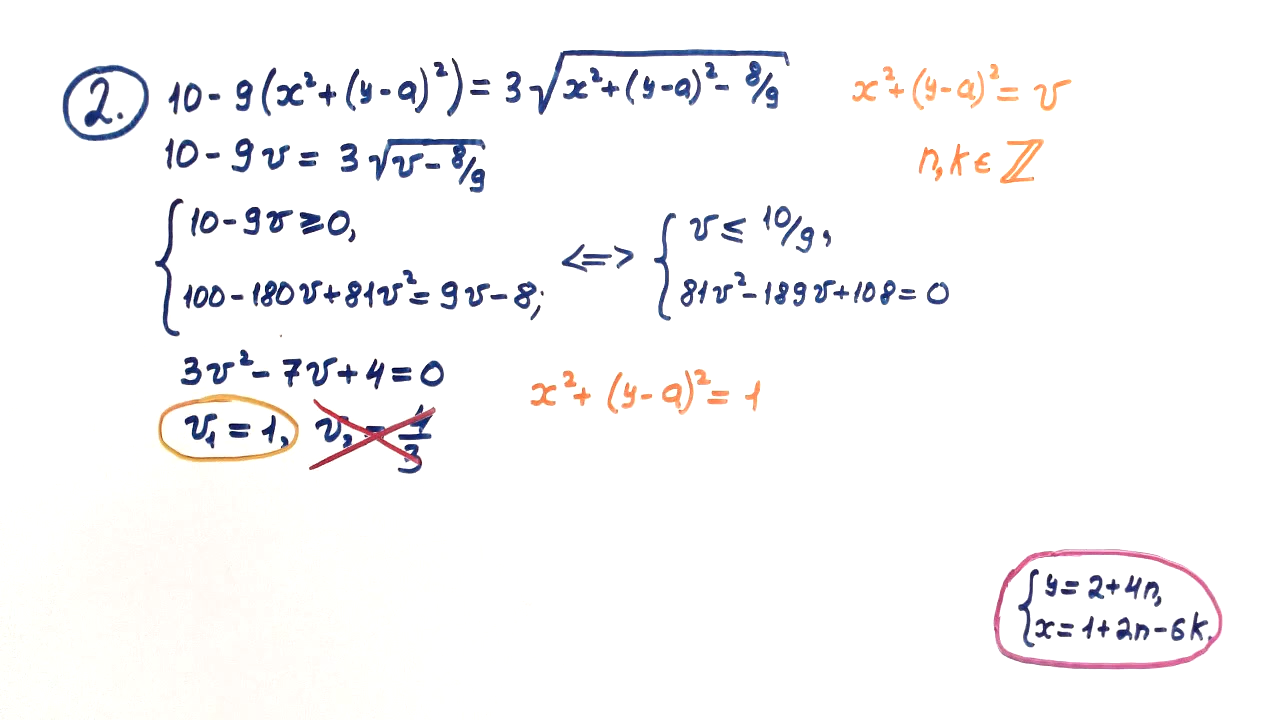 2. 10 - 9(x² + (y - a)²) = 3√(x² + (y - a)² - 8/9) x² + (y - a)² = v
10 - 9v = 3√(v - 8/9) n, k ∈ ℤ
{ 10 - 9v ≥ 0, <=> { v ≤ 10/9,
100 - 180v + 81v² = 9v - 8; 81v² - 189v + 108 = 0
3v² - 7v + 4 = 0
v₁ = 1, v₂ = 4/3 x² + (y - a)² = 1
{ y = 2 + 4n,
x = 1 + 2n - 6k.